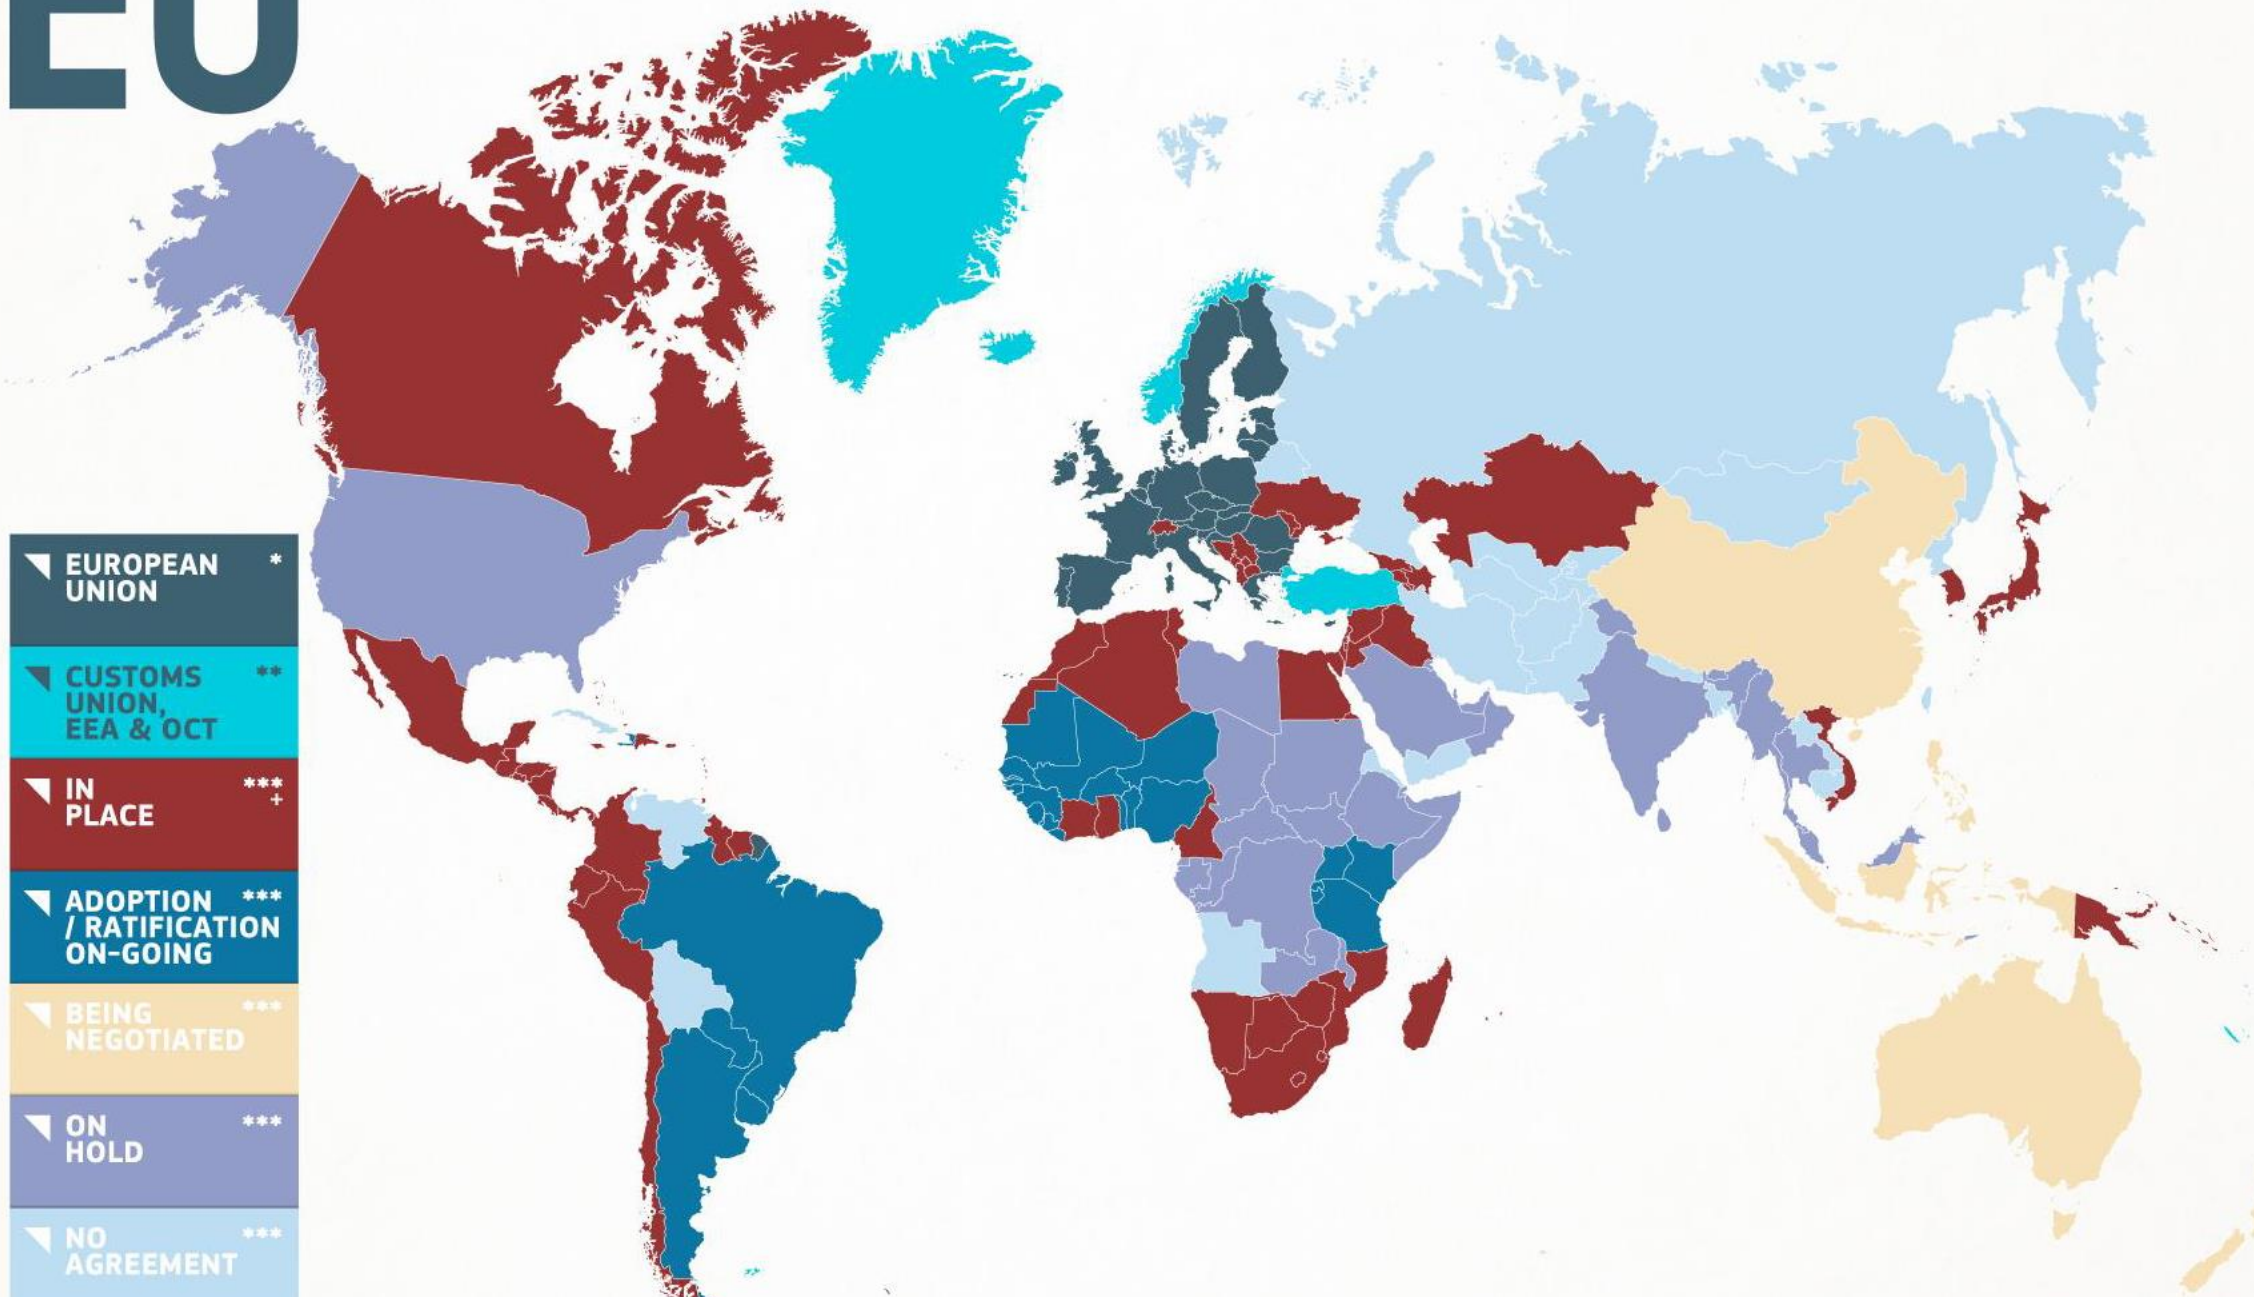 EU
EUROPEAN *
UNION
CUSTOMS **
UNION,
EEA & OCT
IN ***
+
PLACE
ADOPTION ***
/ RATIFICATION
ON-GOING
BEING ***
NEGOTIATED
ON ***
HOLD
NO ***
AGREEMENT